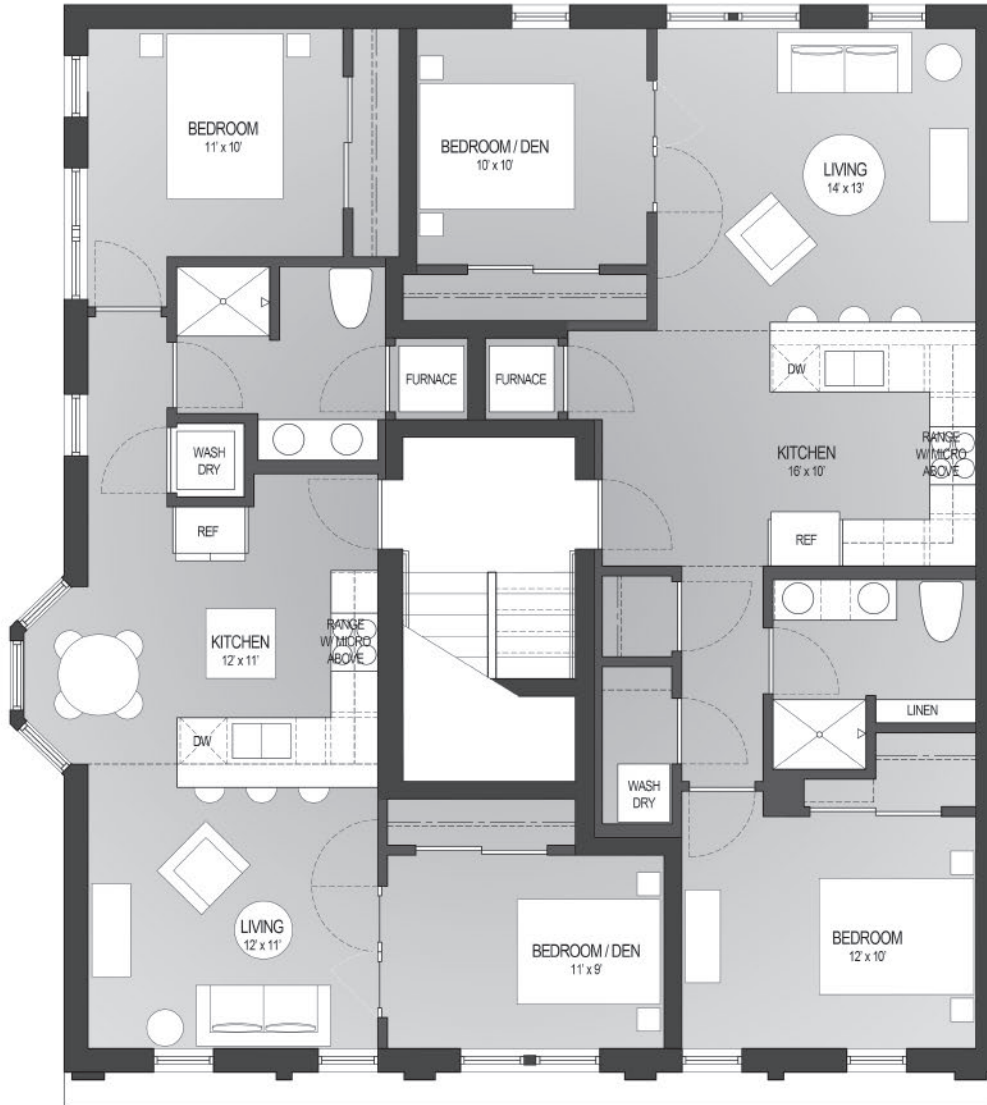 BEDROOM
11' x 10'
BEDROOM / DEN
10' x 10'
LIVING
14' x 13'
FURNACE
FURNACE
DW
WASH
DRY
KITCHEN
16' x 10'
RANGE
W/ MICRO
ABOVE
REF
REF
KITCHEN
12' x 11'
RANGE
W/ MICRO
ABOVE
DW
LINEN
WASH
DRY
LIVING
12' x 11'
BEDROOM / DEN
11' x 9'
BEDROOM
12' x 10'